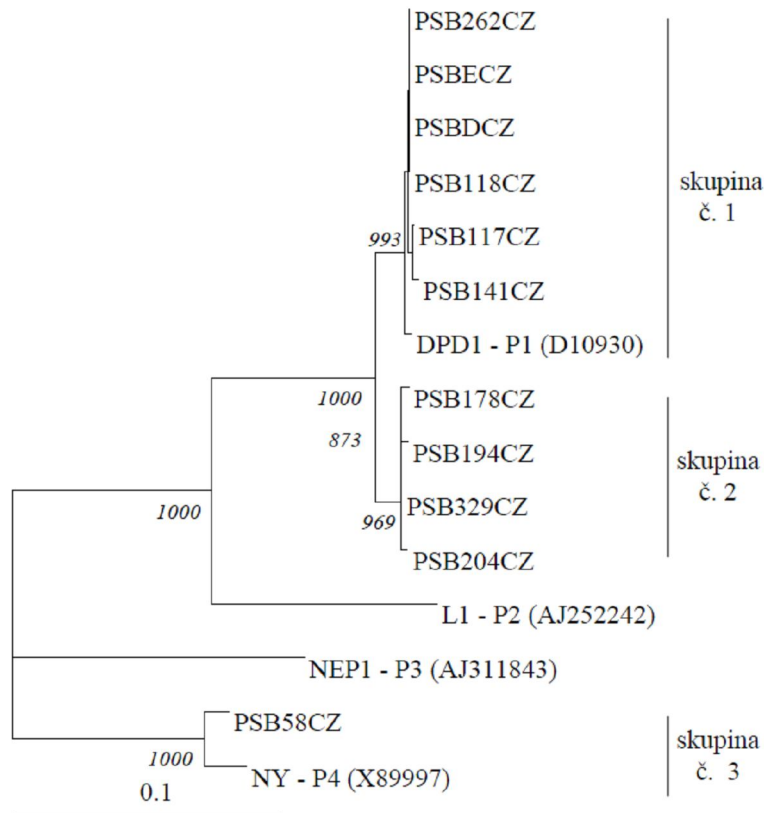 PSB262CZ
PSBECZ
PSBDCZ
PSB118CZ
skupina
č. 1
993
PSB117CZ
PSB141CZ
DPD1 - P1 (D10930)
1000
PSB178CZ
873
PSB194CZ
skupina
č. 2
1000
969
PSB329CZ
PSB204CZ
L1 - P2 (AJ252242)
NEP1 - P3 (AJ311843)
PSB58CZ
skupina
č. 3
1000
NY - P4 (X89997)
0.1